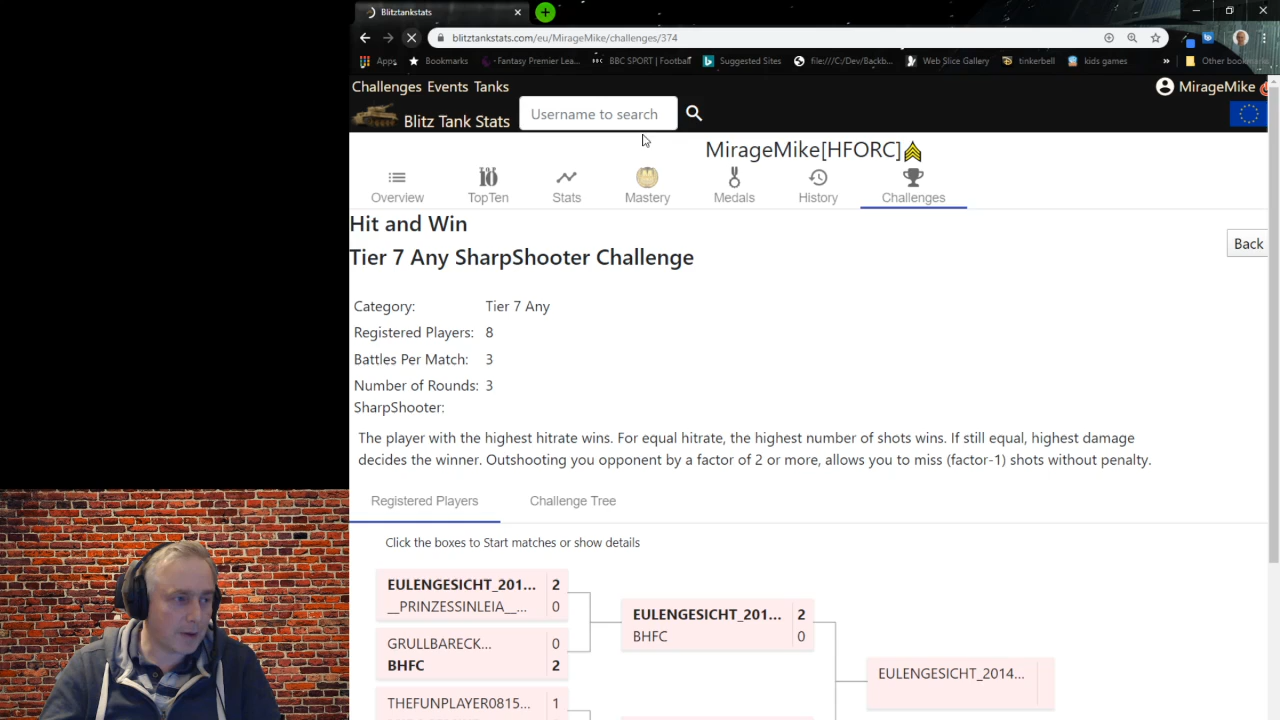 Blitztankstats
blitztankstats.com/eu/MirageMike/challenges/374
Apps Bookmarks Fantasy Premier Lea... BBC SPORT | Football Suggested Sites file:///C:/Dev/Backb... Web Slice Gallery tinkerbell kids games » Other bookmarks
Challenges Events Tanks
MirageMike
Blitz Tank Stats
Username to search
MirageMike[HFORC]
Overview TopTen Stats Mastery Medals History Challenges
Hit and Win
Back
Tier 7 Any SharpShooter Challenge
Category: Tier 7 Any
Registered Players: 8
Battles Per Match: 3
Number of Rounds: 3
SharpShooter:
The player with the highest hitrate wins. For equal hitrate, the highest number of shots wins. If still equal, highest damage
decides the winner. Outshooting you opponent by a factor of 2 or more, allows you to miss (factor-1) shots without penalty.
Registered Players Challenge Tree
Click the boxes to Start matches or show details
EULENGESICHT_201... 2
__PRINZESSINLEIA__... 0
EULENGESICHT_201... 2
BHFC 0
GRULLBARECK... 0
BHFC 2
EULENGESICHT_2014...
THEFUNPLAYER0815... 1